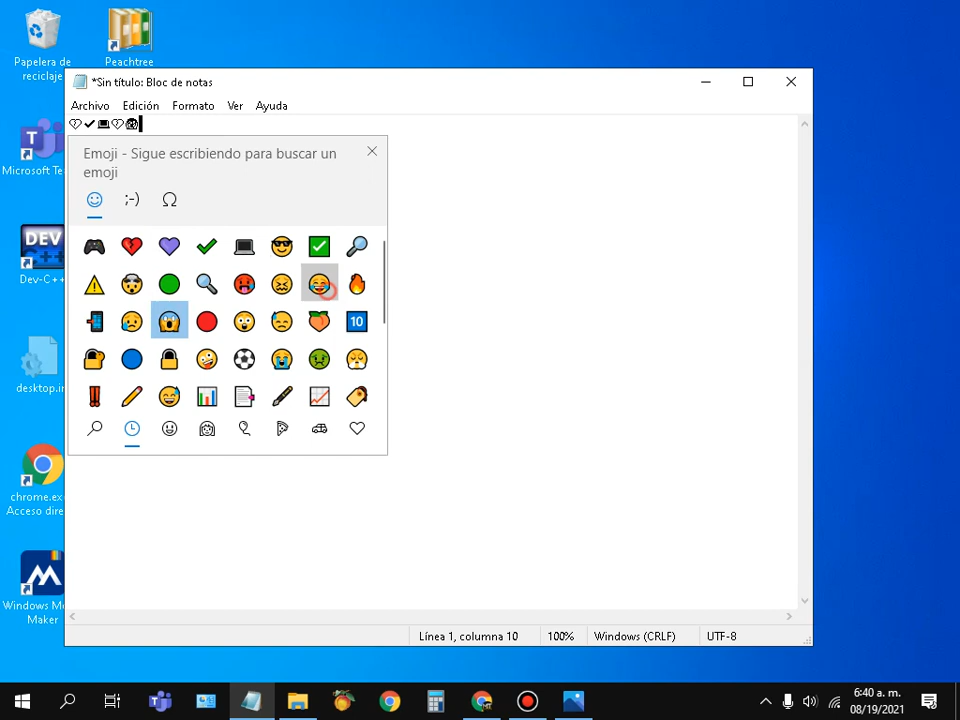 Papelera de
reciclaje
Peachtree
*Sin título: Bloc de notas
Archivo Edición Formato Ver Ayuda
Emoji - Sigue escribiendo para buscar un
emoji
;-) Ω
10
T
Microsoft Te
DEV
C++
Dev-C++
desktop.in
chrome.ex
Acceso dire
Windows M
Maker
Línea 1, columna 10 100% Windows (CRLF) UTF-8
6:40 a. m.
08/19/2021